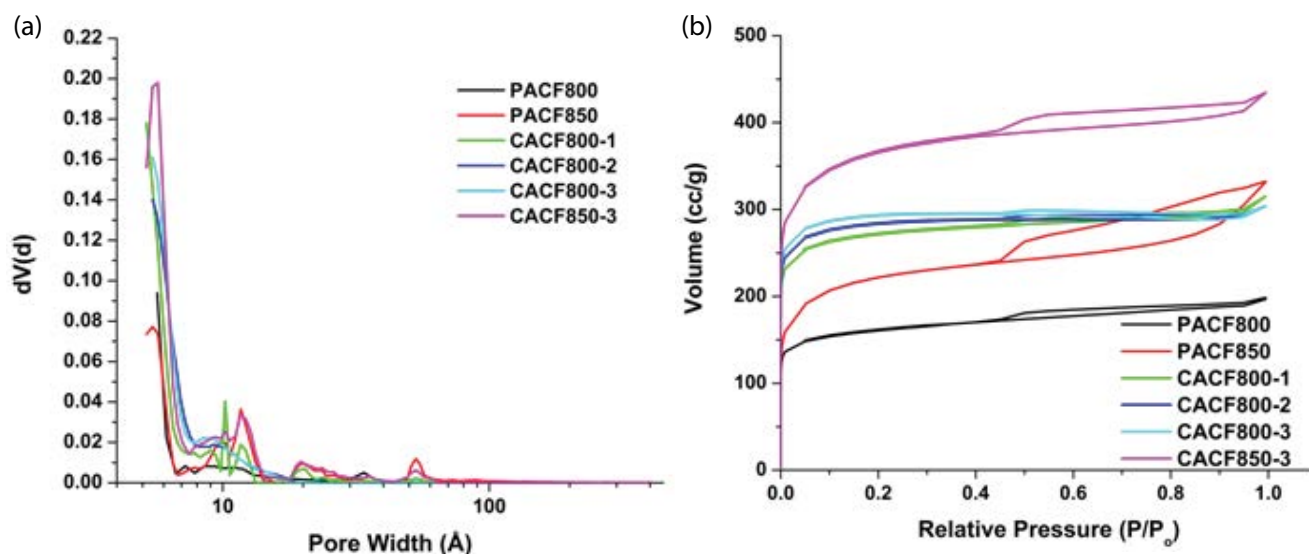 (a)
0.22
0.20
0.18
0.16
0.14
0.12
0.10
0.08
0.06
0.04
0.02
0.00
dV(d)
10
100
Pore Width (Å)
PACF800
PACF850
CACF800-1
CACF800-2
CACF800-3
CACF850-3
(b)
500
400
300
200
100
0
Volume (cc/g)
0.0
0.2
0.4
0.6
0.8
1.0
Relative Pressure (P/Po)
PACF800
PACF850
CACF800-1
CACF800-2
CACF800-3
CACF850-3